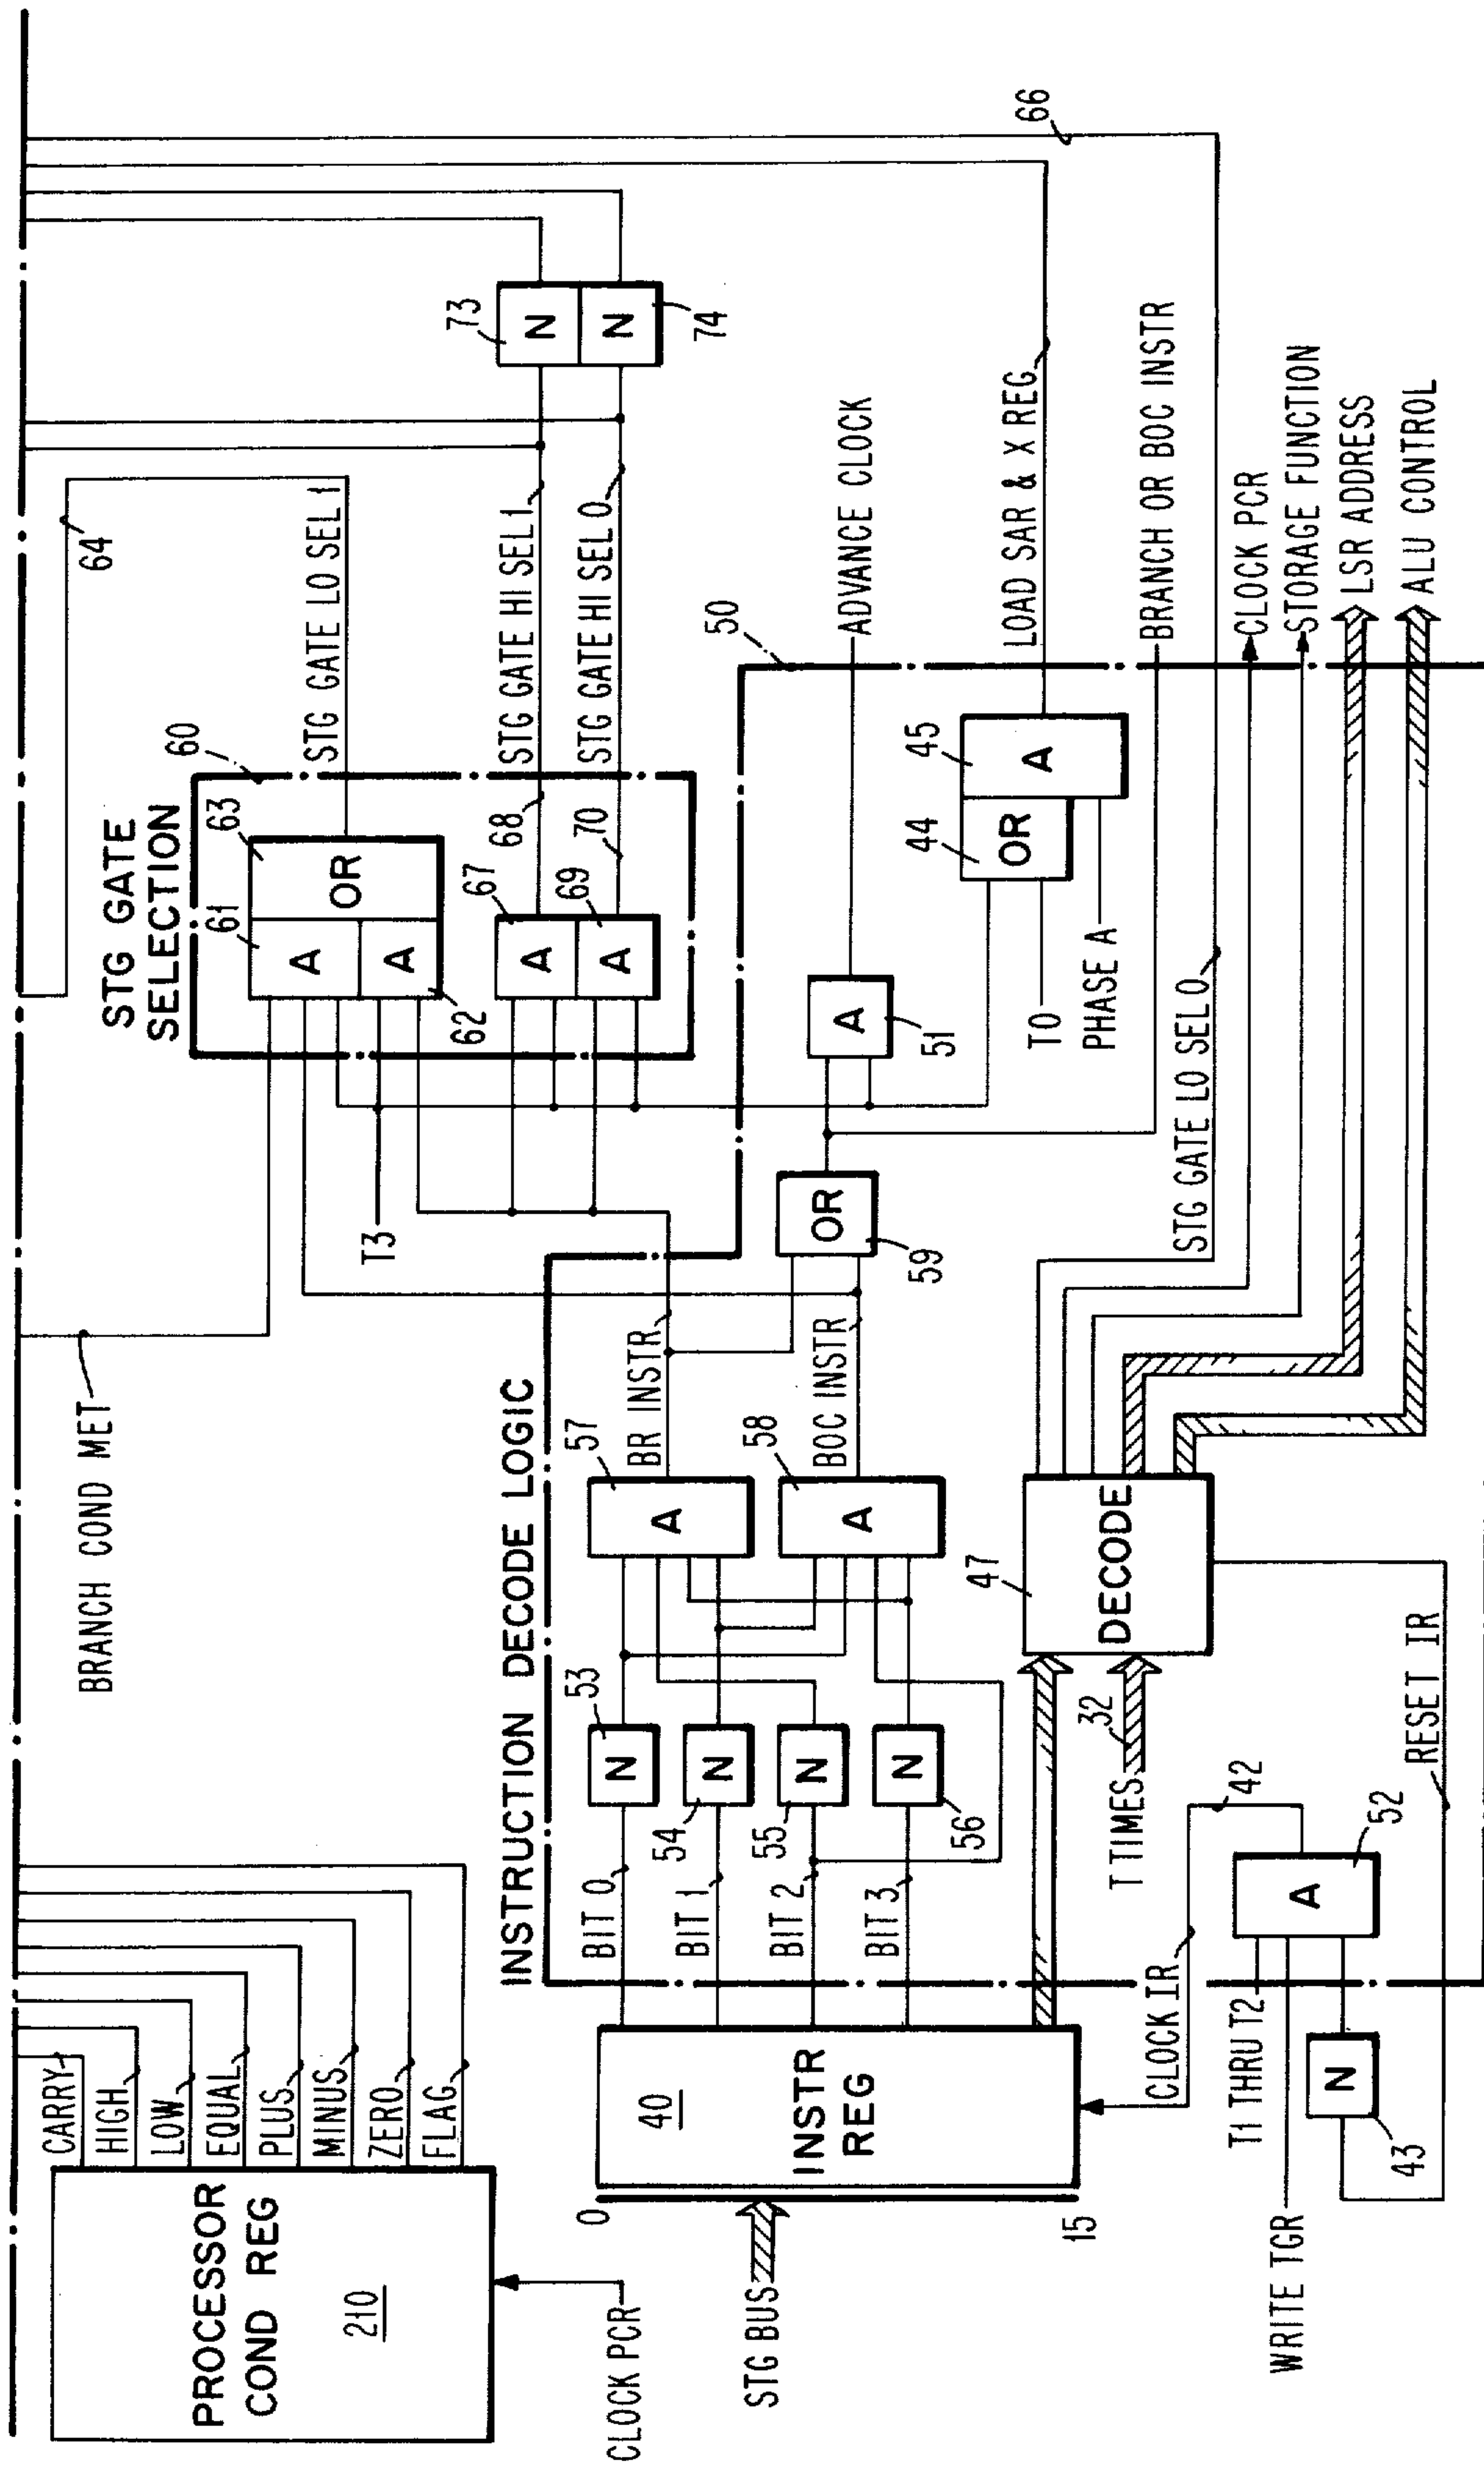 BRANCH COND MET
64
STG GATE
SELECTION
60
61
63
A
OR
A
62
STG GATE LO SEL 1
67
A
68
STG GATE HI SEL 1
69
A
70
STG GATE HI SEL 0
73
N
N
74
T3
PROCESSOR
COND REG
210
CARRY
HIGH
LOW
EQUAL
PLUS
MINUS
ZERO
FLAG
CLOCK PCR
INSTRUCTION DECODE LOGIC
50
STG BUS
0
15
40
INSTR
REG
BIT 0
BIT 1
BIT 2
BIT 3
53
N
54
N
55
N
56
N
57
A
BR INSTR
58
A
BOC INSTR
OR
59
A
51
ADVANCE CLOCK
44
OR
45
A
T0
PHASE A
LOAD SAR & X REG
BRANCH OR BOC INSTR
STG GATE LO SEL 0
66
47
DECODE
32
T TIMES
CLOCK PCR
STORAGE FUNCTION
LSR ADDRESS
ALU CONTROL
CLOCK IR
42
A
52
T1 THRU T2
WRITE TGR
N
43
RESET IR